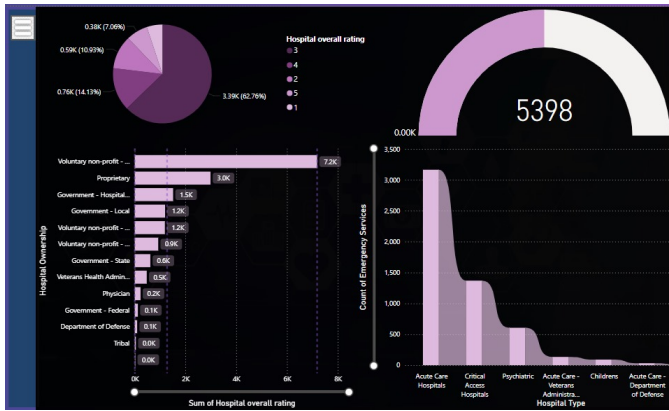 0.38K (7.06%)
0.59K (10.93%)
0.76K (14.13%)
3.39K (62.76%)
Hospital overall rating
3
4
2
5
1
5398
0.00K
Hospital Ownership
Voluntary non-profit - ...
7.2K
Proprietary
3.0K
Government - Hospital...
1.5K
Government - Local
1.2K
Voluntary non-profit - ...
1.2K
Voluntary non-profit - ...
0.9K
Government - State
0.6K
Veterans Health Admin...
0.5K
Physician
0.2K
Government - Federal
0.1K
Department of Defense
0.1K
Tribal
0.0K
0.0K
0K
2K
4K
6K
8K
Sum of Hospital overall rating
Count of Emergency Services
3,500
3,000
2,500
2,000
1,500
1,000
500
0
Acute Care
Hospitals
Critical
Access
Hospitals
Psychiatric
Acute Care -
Veterans
Administra...
Childrens
Acute Care -
Department
of Defense
Hospital Type